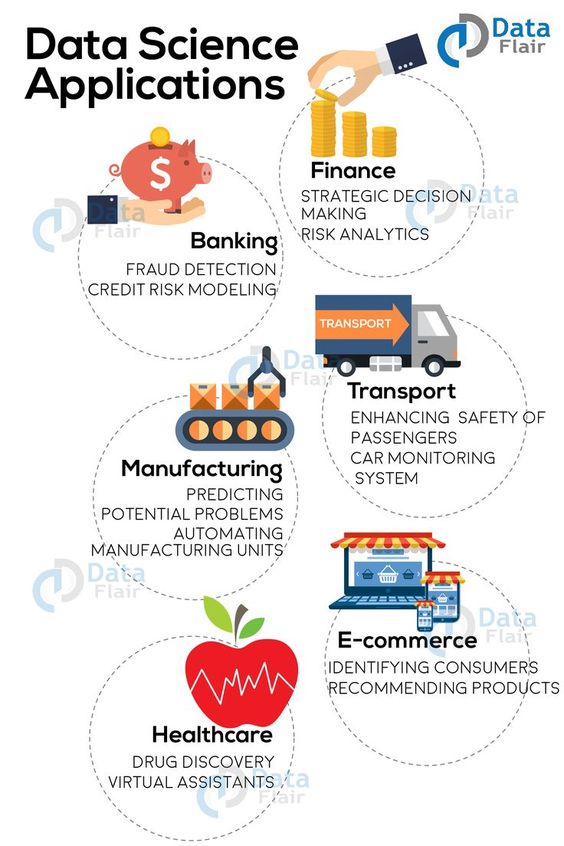 Data Science
Applications
Data
Flair
Finance
STRATEGIC DECISION
MAKING
RISK ANALYTICS
Data
Flair
$
Data
Flair
Banking
FRAUD DETECTION
CREDIT RISK MODELING
TRANSPORT
Transport
ENHANCING SAFETY OF
PASSENGERS
CAR MONITORING
SYSTEM
Data
Flair
Manufacturing
PREDICTING
POTENTIAL PROBLEMS
AUTOMATING
MANUFACTURING UNITS
Data
Flair
E-commerce
IDENTIFYING CONSUMERS
RECOMMENDING PRODUCTS
Data
Flair
Healthcare
DRUG DISCOVERY
VIRTUAL ASSISTANTS
Data
Flair